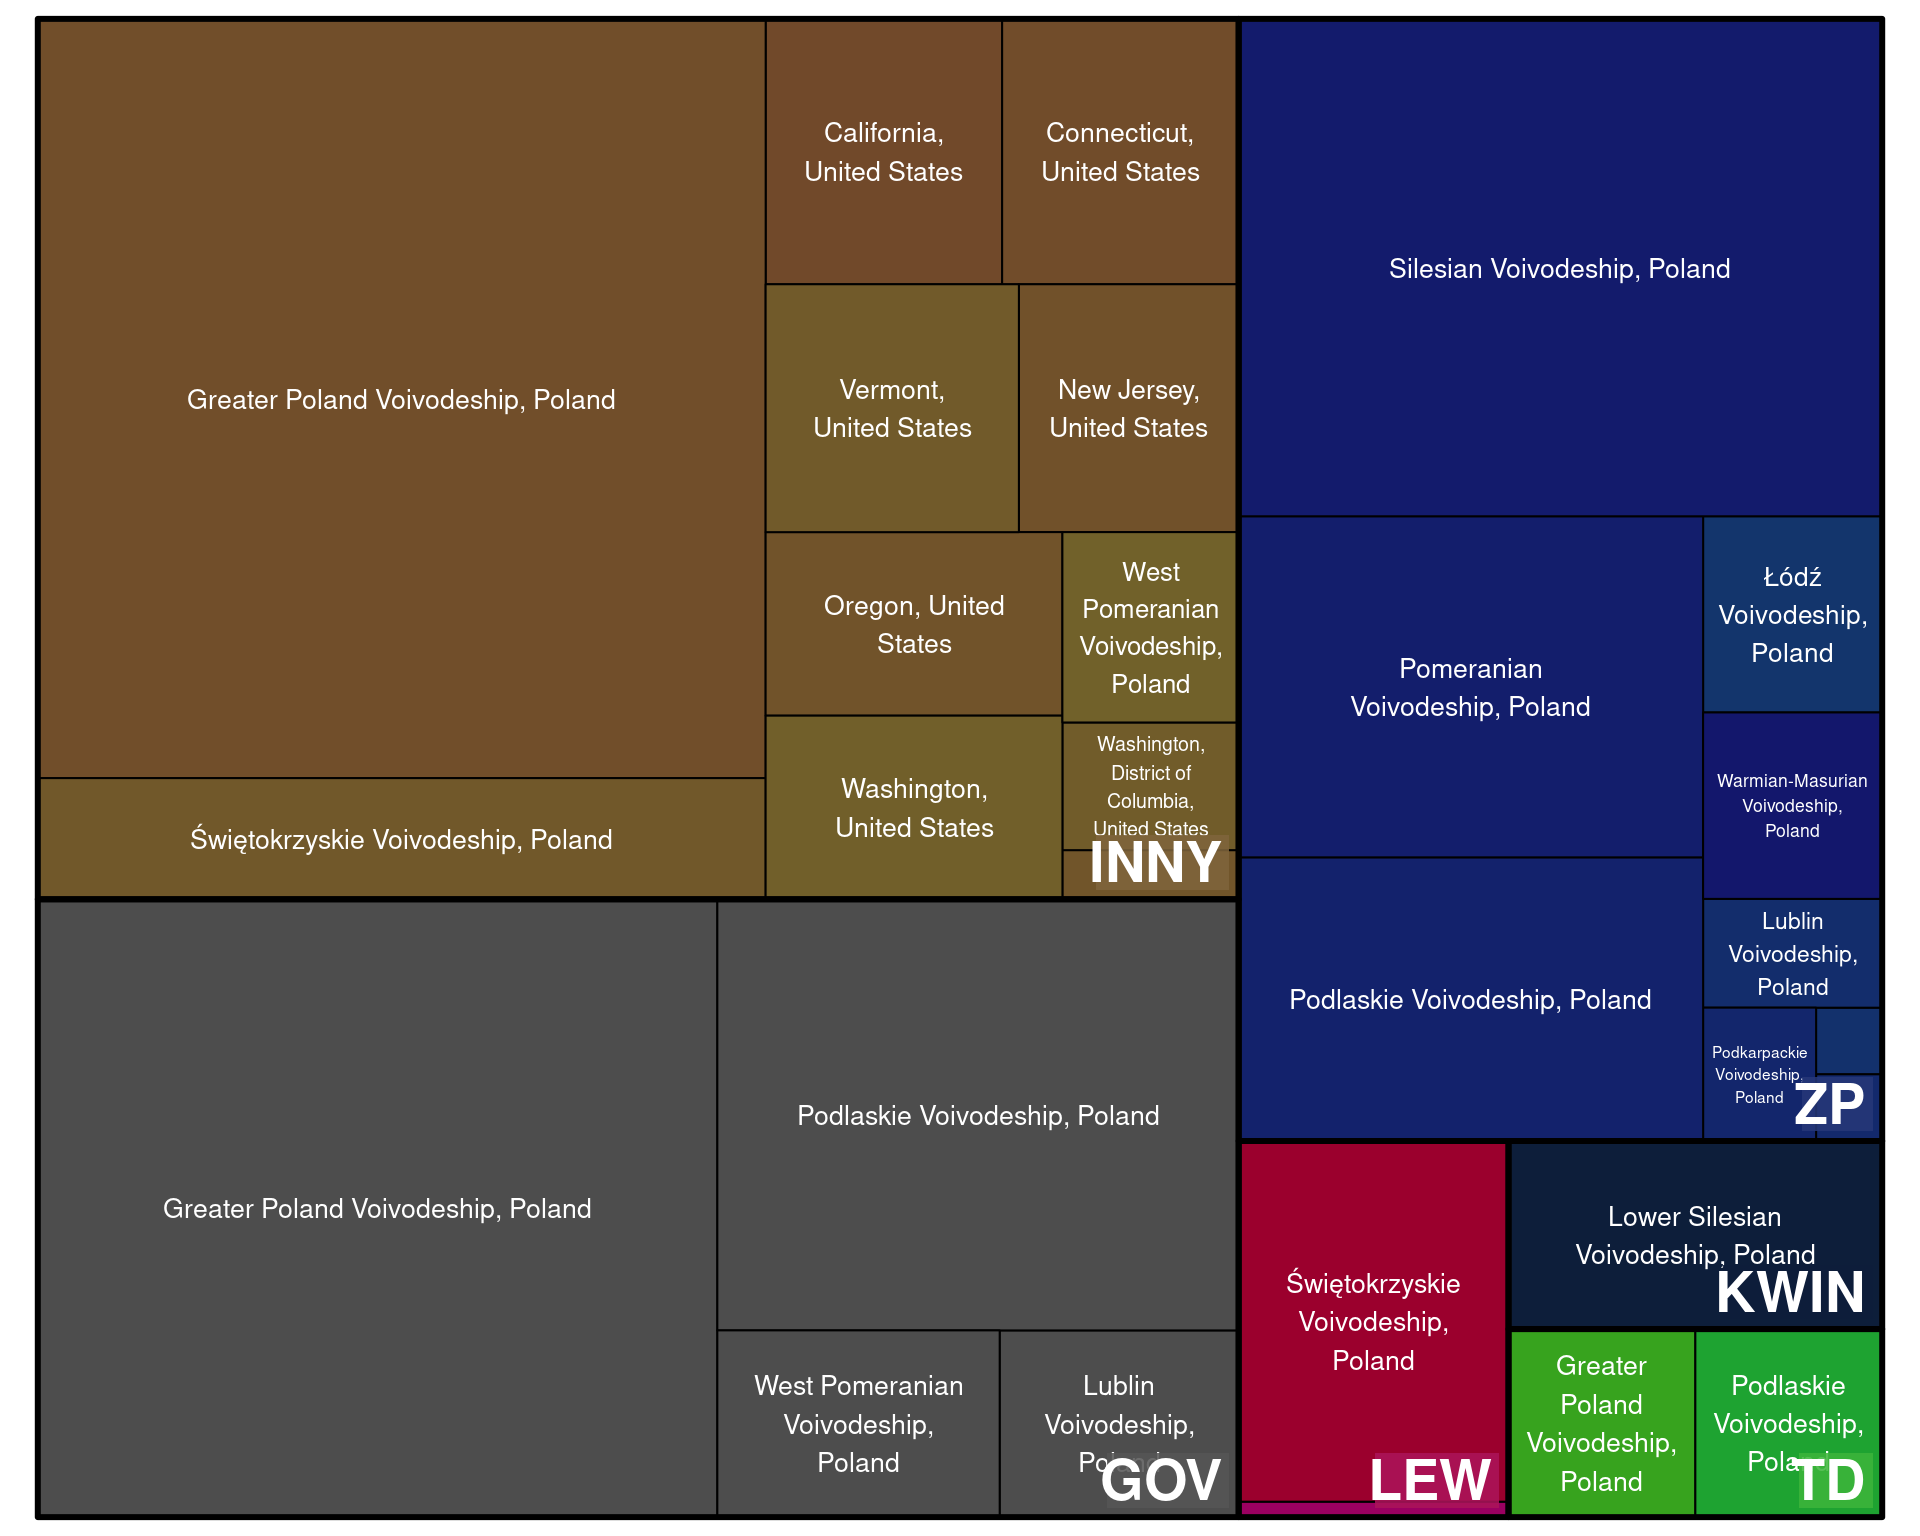 Greater Poland Voivodeship, Poland
Świętokrzyskie Voivodeship, Poland
California,
United States
Connecticut,
United States
Vermont,
United States
New Jersey,
United States
Oregon, United
States
West
Pomeranian
Voivodeship,
Poland
Washington,
United States
Washington,
District of
Columbia,
United States
INNY
Silesian Voivodeship, Poland
Pomeranian
Voivodeship, Poland
Łódź
Voivodeship,
Poland
Warmian-Masurian
Voivodeship,
Poland
Podlaskie Voivodeship, Poland
Lublin
Voivodeship,
Poland
Podkarpackie
Voivodeship,
Poland
ZP
Greater Poland Voivodeship, Poland
Podlaskie Voivodeship, Poland
West Pomeranian
Voivodeship,
Poland
Lublin
Voivodeship,
Poland
GOV
Świętokrzyskie
Voivodeship,
Poland
LEW
Lower Silesian
Voivodeship, Poland
KWIN
Greater
Poland
Voivodeship,
Poland
Podlaskie
Voivodeship,
Poland
TD